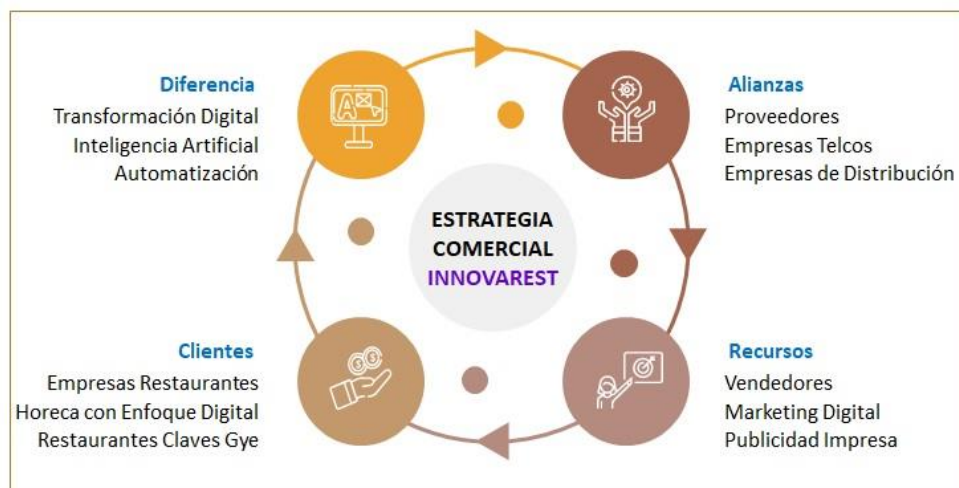 Diferencia
Transformación Digital
Inteligencia Artificial
Automatización
Alianzas
Proveedores
Empresas Telcos
Empresas de Distribución
ESTRATEGIA
COMERCIAL
INNOVAREST
Clientes
Empresas Restaurantes
Horeca con Enfoque Digital
Restaurantes Claves Gye
Recursos
Vendedores
Marketing Digital
Publicidad Impresa